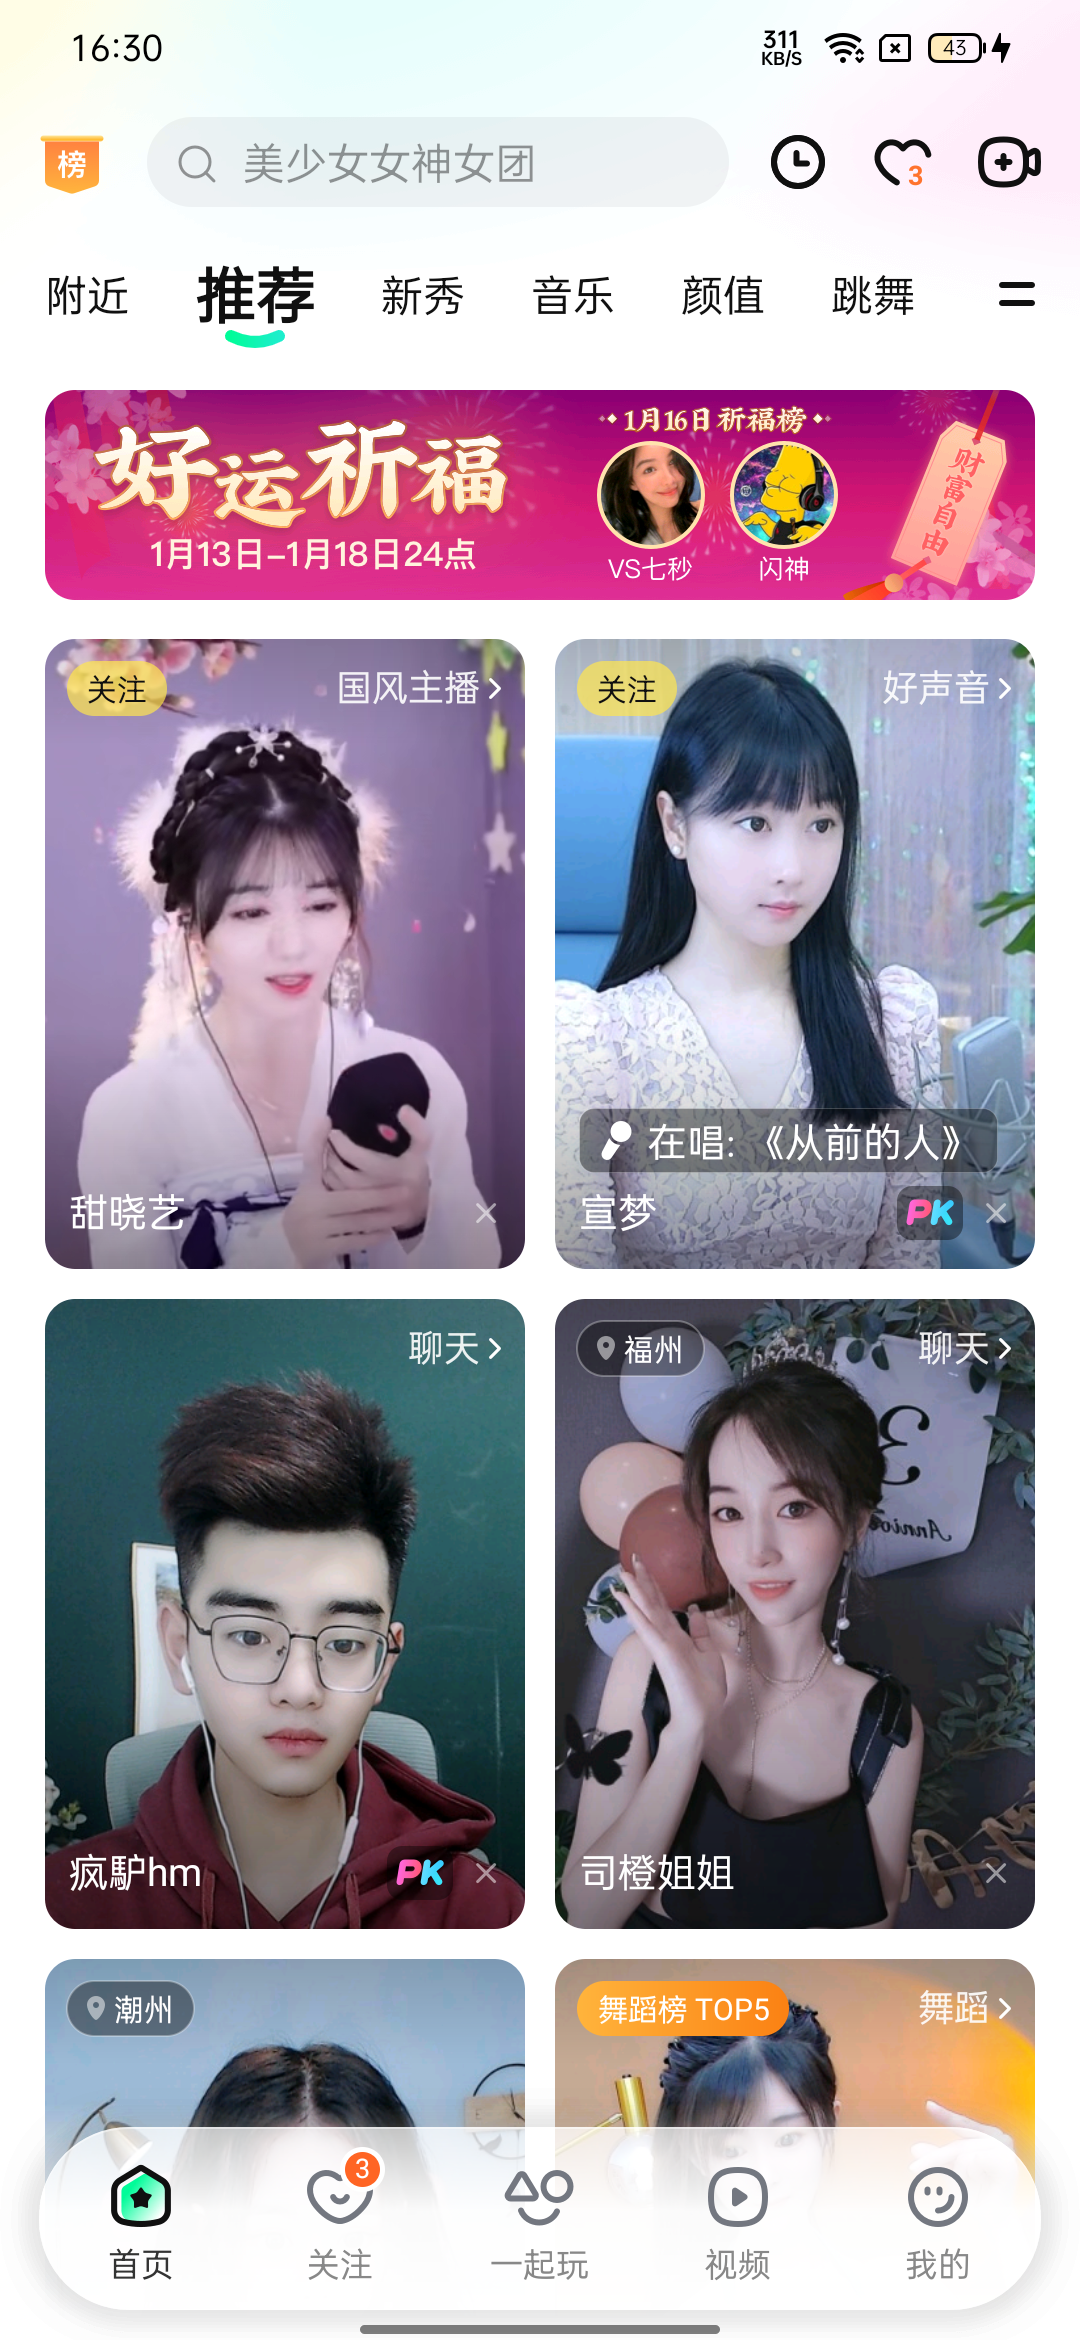 16:30
311
KB/S
43
榜
美少女女神女团
3
附近 推荐 新秀 音乐 颜值 跳舞
好运祈福
1月13日-1月18日24点
1月16日祈福榜
VS七秒 闪神
财富自由
关注 国风主播
甜晓艺
关注 好声音
在唱:《从前的人》
宣梦 PK
聊天
疯馿hm PK
福州 聊天
3
Anniv
司橙姐姐
潮州
舞蹈榜 TOP5 舞蹈
3
首页 关注 一起玩 视频 我的